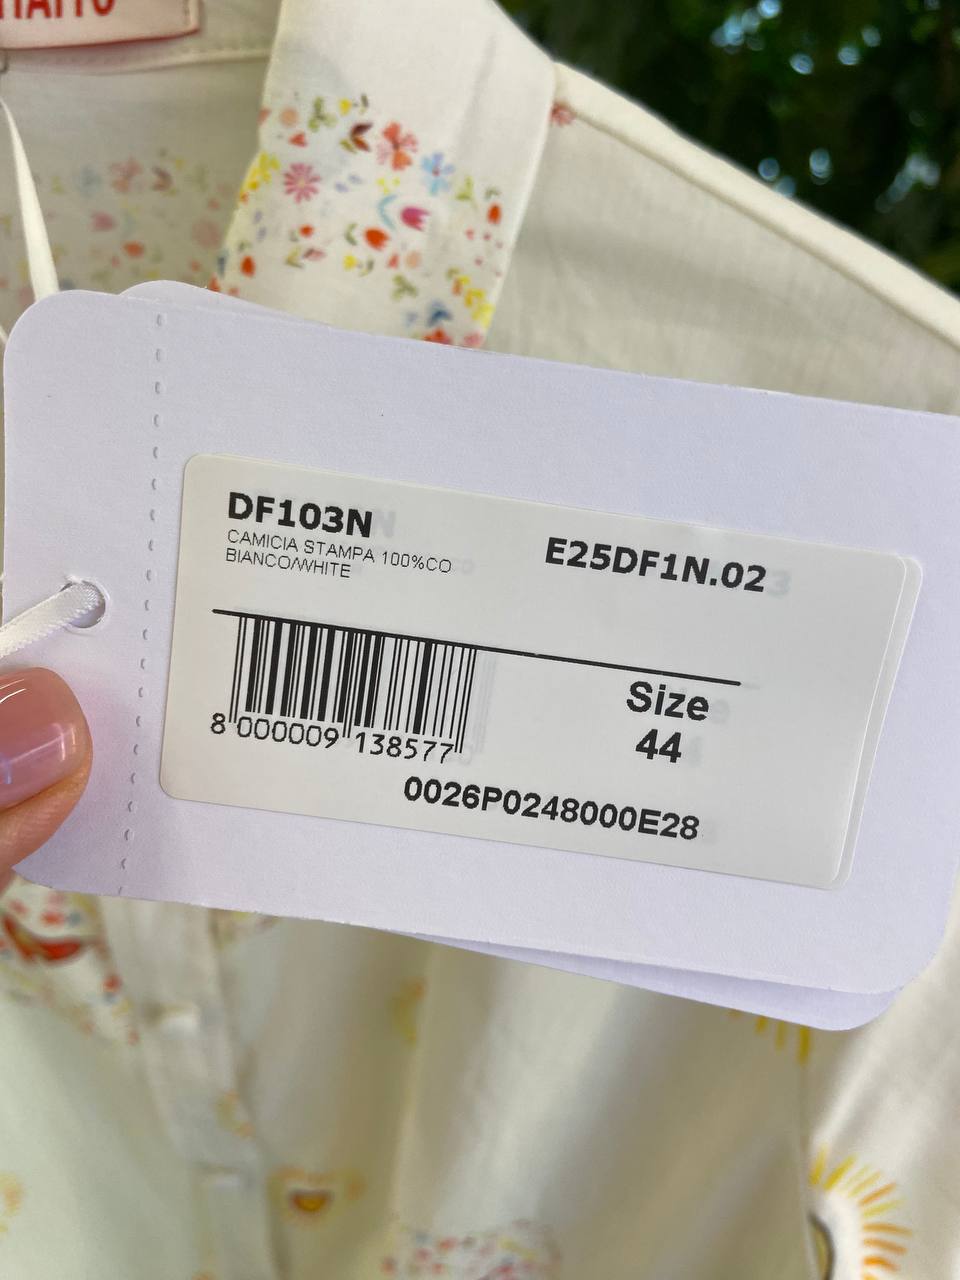 DF103N
CAMICIA STAMPA 100%CO
BIANCO/WHITE
E25DF1N.02
Size
44
8 000009 138577
0026P0248000E28